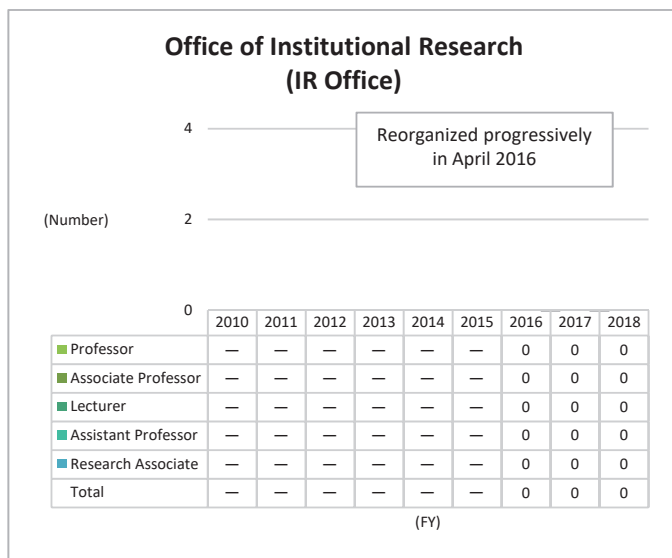 Office of Institutional Research
(IR Office)
4
Reorganized progressively
in April 2016
(Number)
2
0
2010 2011 2012 2013 2014 2015 2016 2017 2018
Professor — — — — — — 0 0 0
Associate Professor — — — — — — 0 0 0
Lecturer — — — — — — 0 0 0
Assistant Professor — — — — — — 0 0 0
Research Associate — — — — — — 0 0 0
Total — — — — — — 0 0 0
(FY)